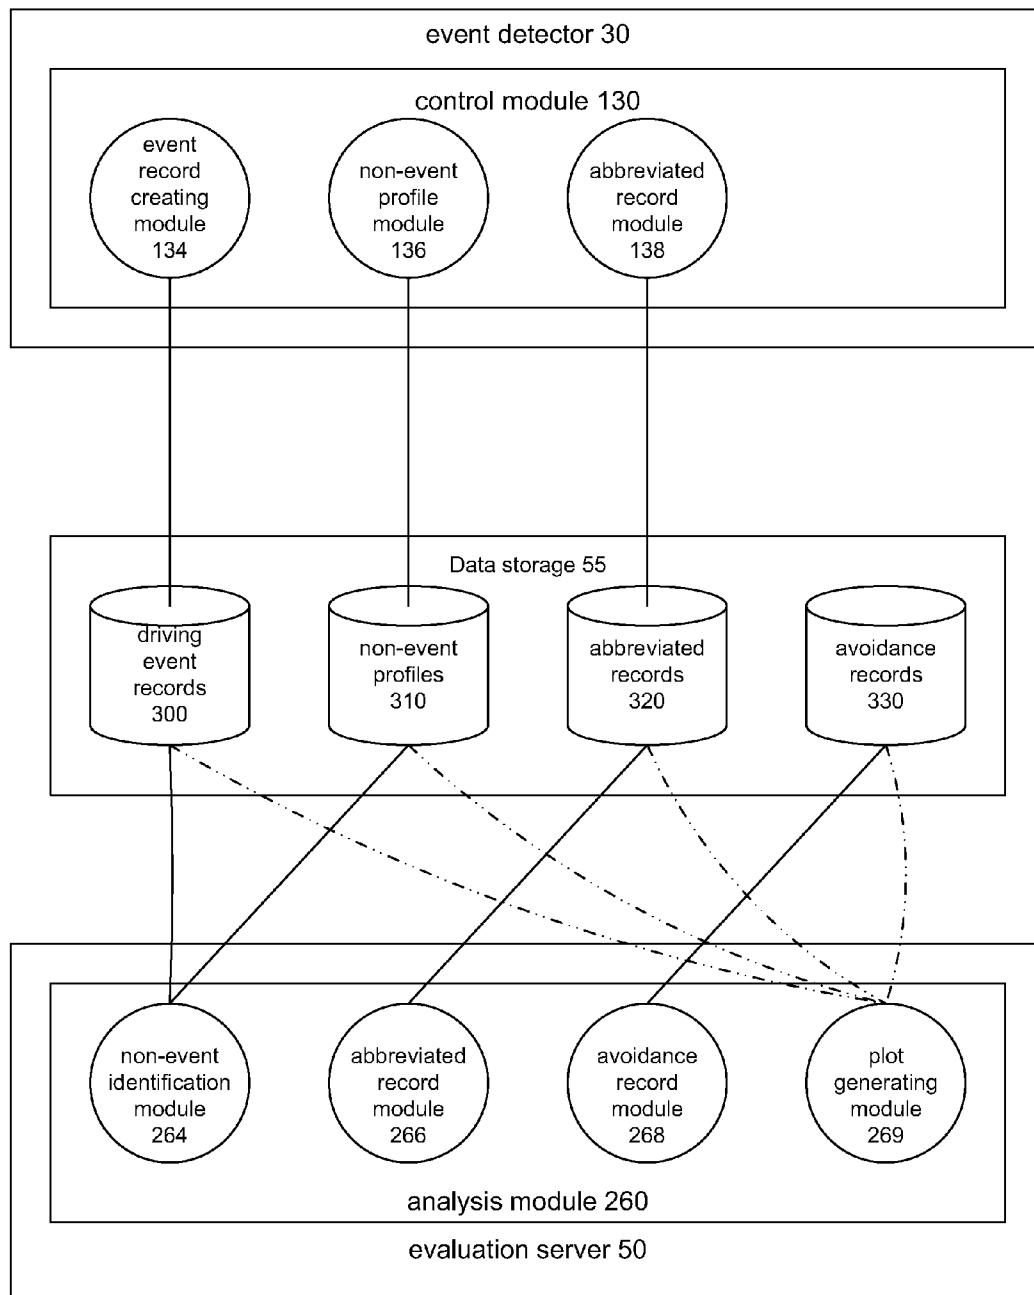 event detector 30
control module 130
event
record
creating
module
134
non-event
profile
module
136
abbreviated
record
module
138
Data storage 55
driving
event
records
300
non-event
profiles
310
abbreviated
records
320
avoidance
records
330
non-event
identification
module
264
abbreviated
record
module
266
avoidance
record
module
268
plot
generating
module
269
analysis module 260
evaluation server 50